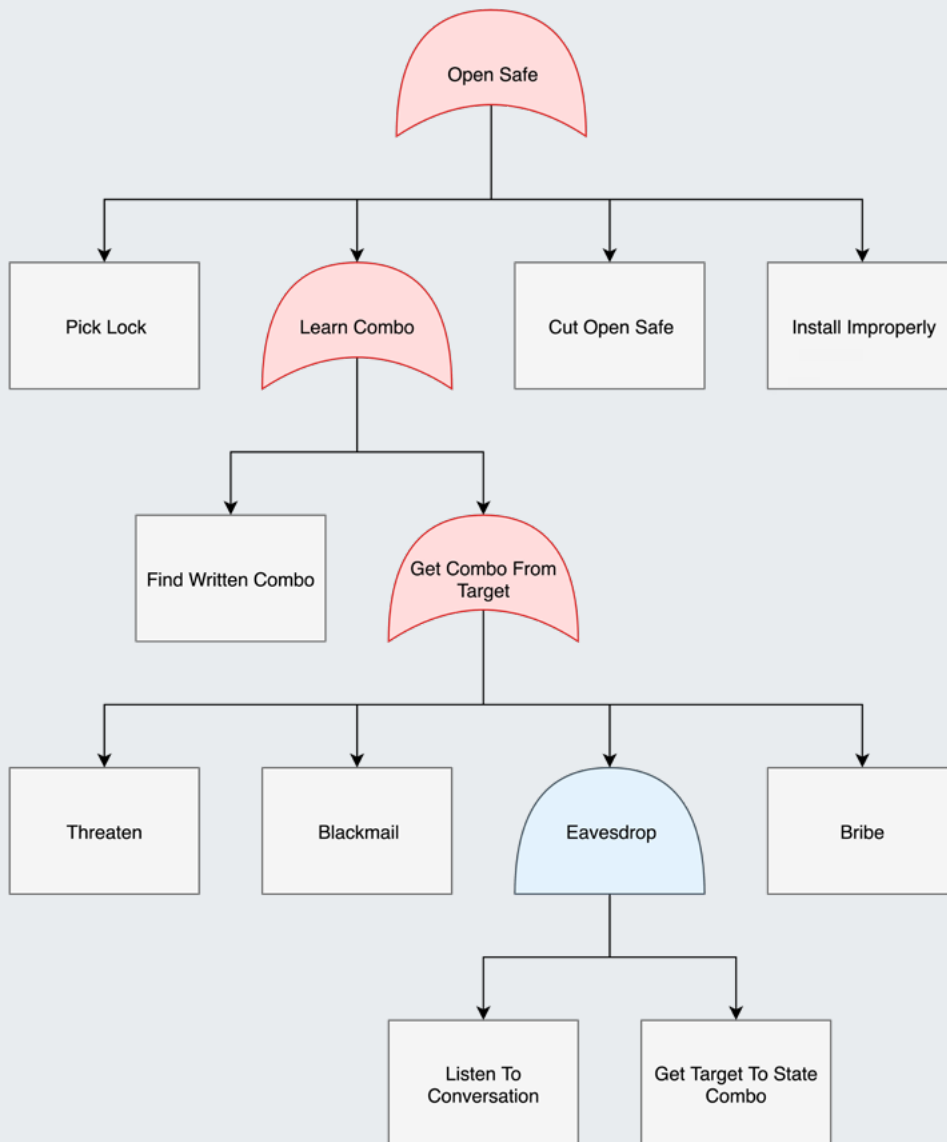 Open Safe
Pick Lock
Learn Combo
Cut Open Safe
Install Improperly
Find Written Combo
Get Combo From
Target
Threaten
Blackmail
Eavesdrop
Bribe
Listen To
Conversation
Get Target To State
Combo